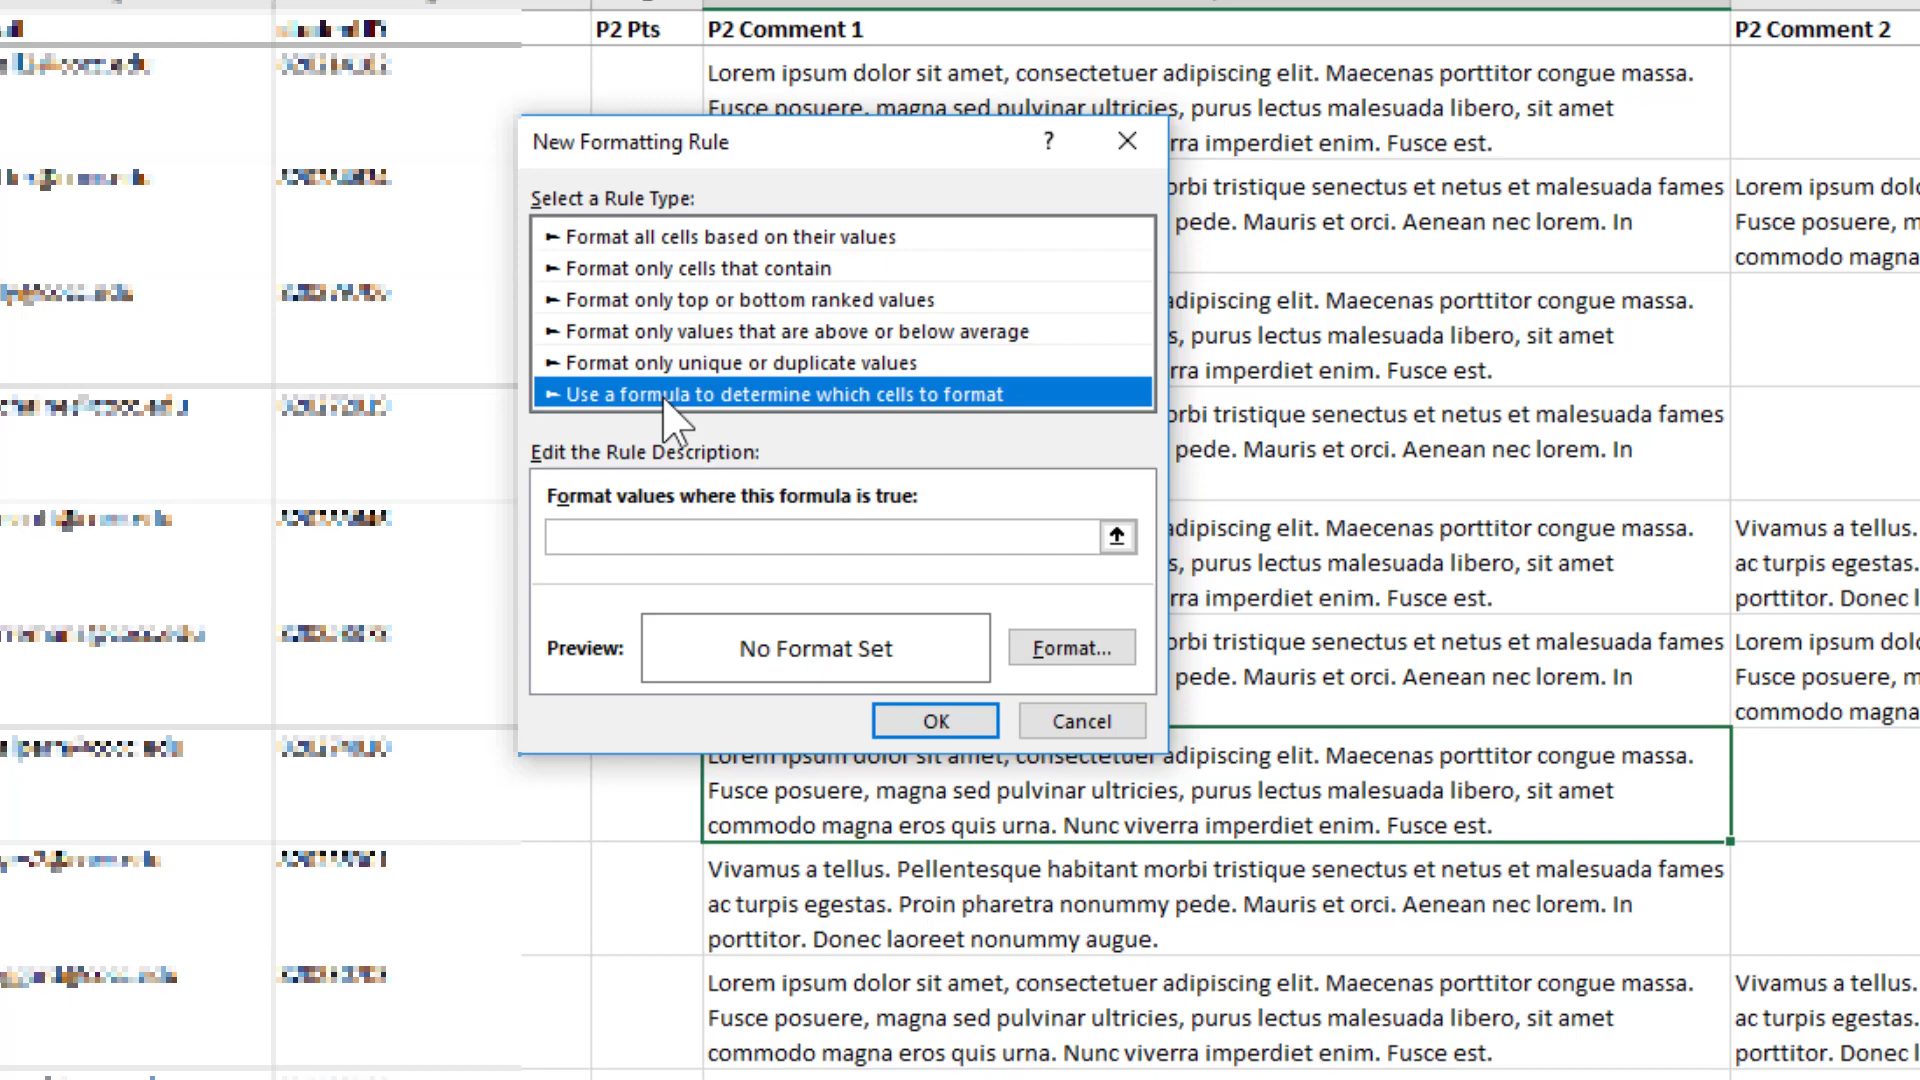 P2 Pts P2 Comment 1 P2 Comment 2
Lorem ipsum dolor sit amet, consectetuer adipiscing elit. Maecenas porttitor congue massa.
Fusce posuere, magna sed pulvinar ultricies, purus lectus malesuada libero, sit amet
rra imperdiet enim. Fusce est.
orbi tristique senectus et netus et malesuada fames
pede. Mauris et orci. Aenean nec lorem. In
Lorem ipsum dol
Fusce posuere, m
commodo magna
adipiscing elit. Maecenas porttitor congue massa.
s, purus lectus malesuada libero, sit amet
rra imperdiet enim. Fusce est.
orbi tristique senectus et netus et malesuada fames
pede. Mauris et orci. Aenean nec lorem. In
adipiscing elit. Maecenas porttitor congue massa.
s, purus lectus malesuada libero, sit amet
rra imperdiet enim. Fusce est.
Vivamus a tellus.
ac turpis egestas.
porttitor. Donec l
orbi tristique senectus et netus et malesuada fames
pede. Mauris et orci. Aenean nec lorem. In
Lorem ipsum dol
Fusce posuere, m
commodo magna
New Formatting Rule
?
Select a Rule Type:
► Format all cells based on their values
► Format only cells that contain
► Format only top or bottom ranked values
► Format only values that are above or below average
► Format only unique or duplicate values
► Use a formula to determine which cells to format
Edit the Rule Description:
Format values where this formula is true:
Preview:
No Format Set
Format...
OK
Cancel
Lorem ipsum dolor sit amet, consectetuer adipiscing elit. Maecenas porttitor congue massa.
Fusce posuere, magna sed pulvinar ultricies, purus lectus malesuada libero, sit amet
commodo magna eros quis urna. Nunc viverra imperdiet enim. Fusce est.
Vivamus a tellus. Pellentesque habitant morbi tristique senectus et netus et malesuada fames
ac turpis egestas. Proin pharetra nonummy pede. Mauris et orci. Aenean nec lorem. In
porttitor. Donec laoreet nonummy augue.
Lorem ipsum dolor sit amet, consectetuer adipiscing elit. Maecenas porttitor congue massa.
Fusce posuere, magna sed pulvinar ultricies, purus lectus malesuada libero, sit amet
commodo magna eros quis urna. Nunc viverra imperdiet enim. Fusce est.
Vivamus a tellus.
ac turpis egestas.
porttitor. Donec l